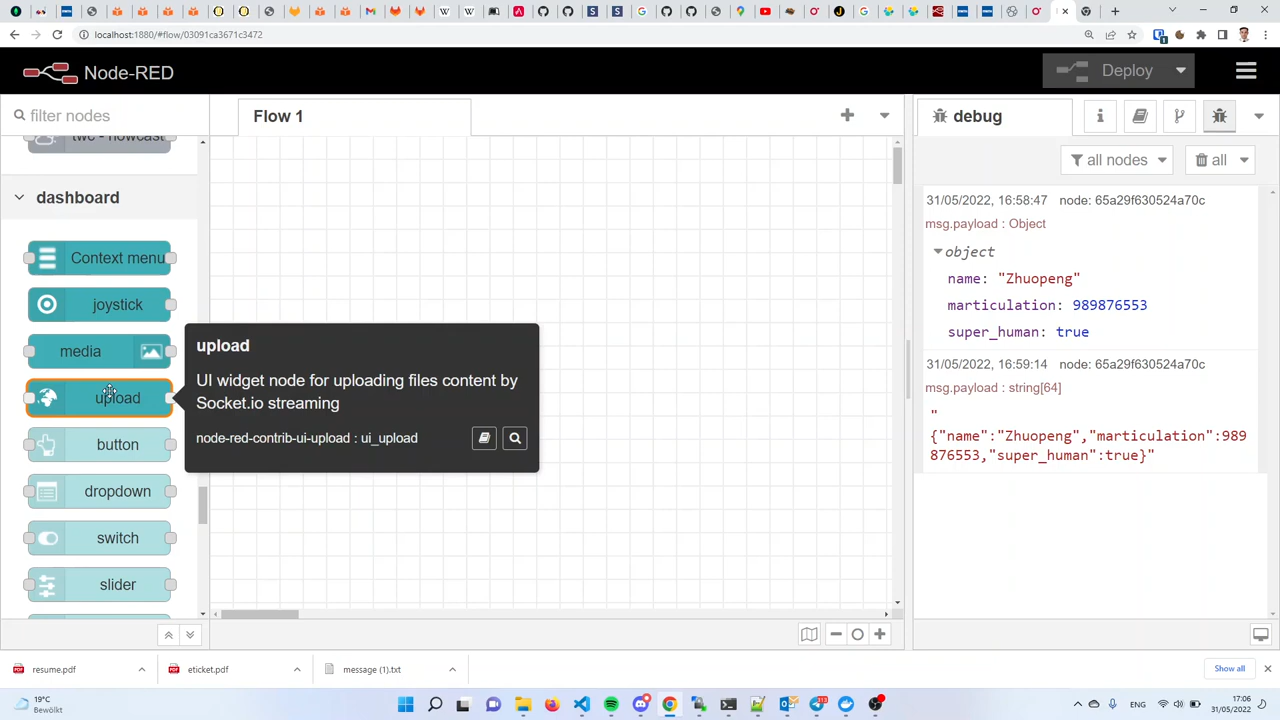 localhost:1880/#flow/03091ca3671c3472
Node-RED
Deploy
filter nodes
Flow 1
debug
all nodes
all
twc - nowcast
dashboard
Context menu
joystick
media
upload
button
dropdown
switch
slider
upload
UI widget node for uploading files content by
Socket.io streaming
node-red-contrib-ui-upload : ui_upload
31/05/2022, 16:58:47 node: 65a29f630524a70c
msg.payload : Object
object
name: "Zhuopeng"
marticulation: 989876553
super_human: true
31/05/2022, 16:59:14 node: 65a29f630524a70c
msg.payload : string[64]
"
{"name":"Zhuopeng","marticulation":989
876553,"super_human":true}"
resume.pdf
eticket.pdf
message (1).txt
Show all
19°C
Bewölkt
ENG
17:06
31/05/2022